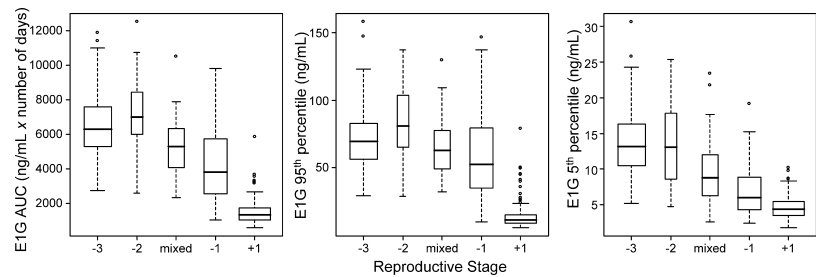 E1G AUC (ng/mL x number of days)
12000
10000
8000
6000
4000
2000
-3 -2 mixed -1 +1
E1G 95th percentile (ng/mL)
150
100
50
-3 -2 mixed -1 +1
E1G 5th percentile (ng/mL)
30
25
20
15
10
5
-3 -2 mixed -1 +1
Reproductive Stage